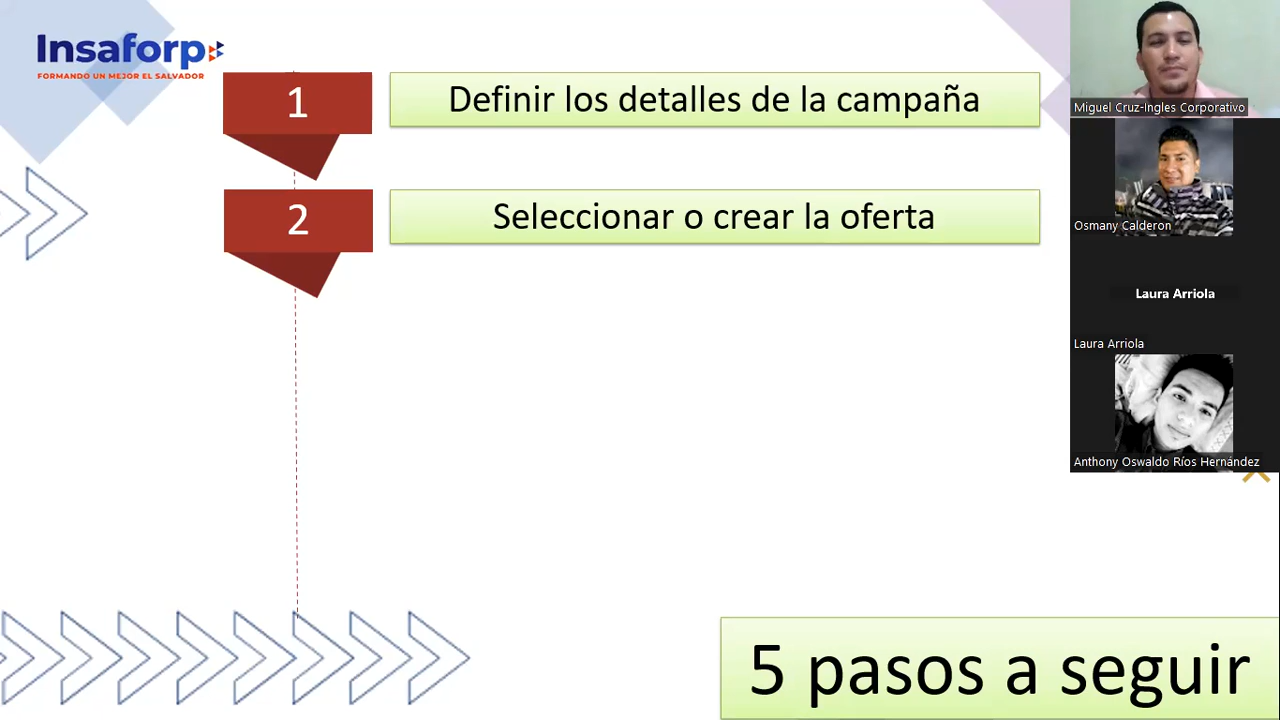 Insaforp
FORMANDO UN MEJOR EL SALVADOR
1
Definir los detalles de la campaña
2
Seleccionar o crear la oferta
5 pasos a seguir
Miguel Cruz-Ingles Corporativo
Osmany Calderon
Laura Arriola
Laura Arriola
Anthony Oswaldo Ríos Hernández